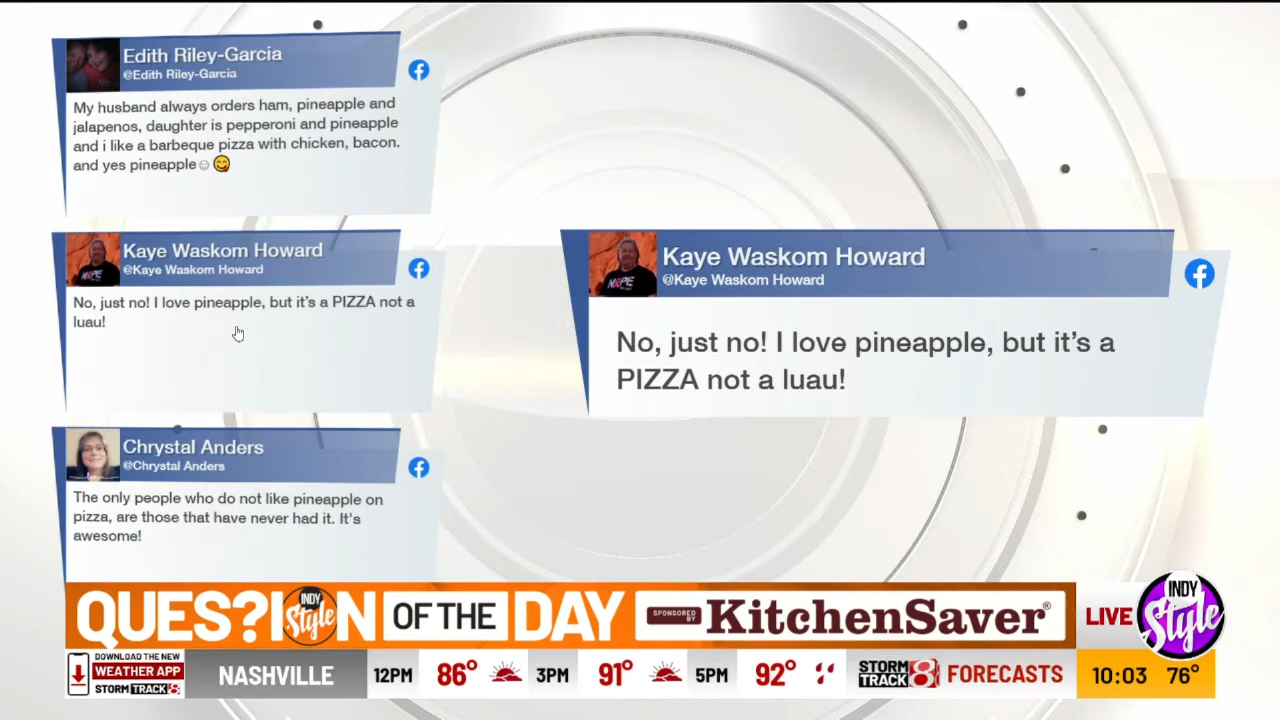 Edith Riley-Garcia
@Edith Riley-Garcia
My husband always orders ham, pineapple and
jalapenos, daughter is pepperoni and pineapple
and i like a barbeque pizza with chicken, bacon.
and yes pineapple☺😋
Kaye Waskom Howard
@Kaye Waskom Howard
NOPE
No, just no! I love pineapple, but it's a PIZZA not a
luau!
Chrystal Anders
@Chrystal Anders
The only people who do not like pineapple on
pizza, are those that have never had it. It's
awesome!
Kaye Waskom Howard
@Kaye Waskom Howard
NOPE
No, just no! I love pineapple, but it’s a
PIZZA not a luau!
QUES?ION OF THE DAY
INDY
Style
SPONSORED
BY
KitchenSaver®
LIVE
INDY
Style
DOWNLOAD THE NEW
WEATHER APP
STORM TRACK 8
NASHVILLE 12PM 86° 3PM 91° 5PM 92°
STORM
TRACK 8
FORECASTS
10:03 76°